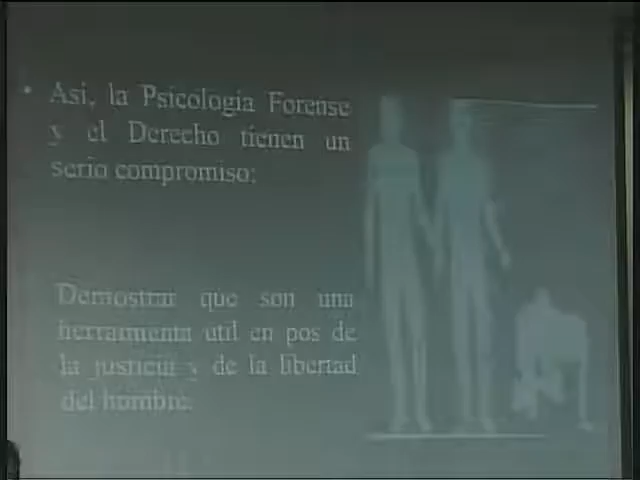 • Así, la Psicología Forense
y el Derecho tienen un
serio compromiso:
Demostrar que son una
herramienta util en pos de
la justicia y de la libertad
del hombre.